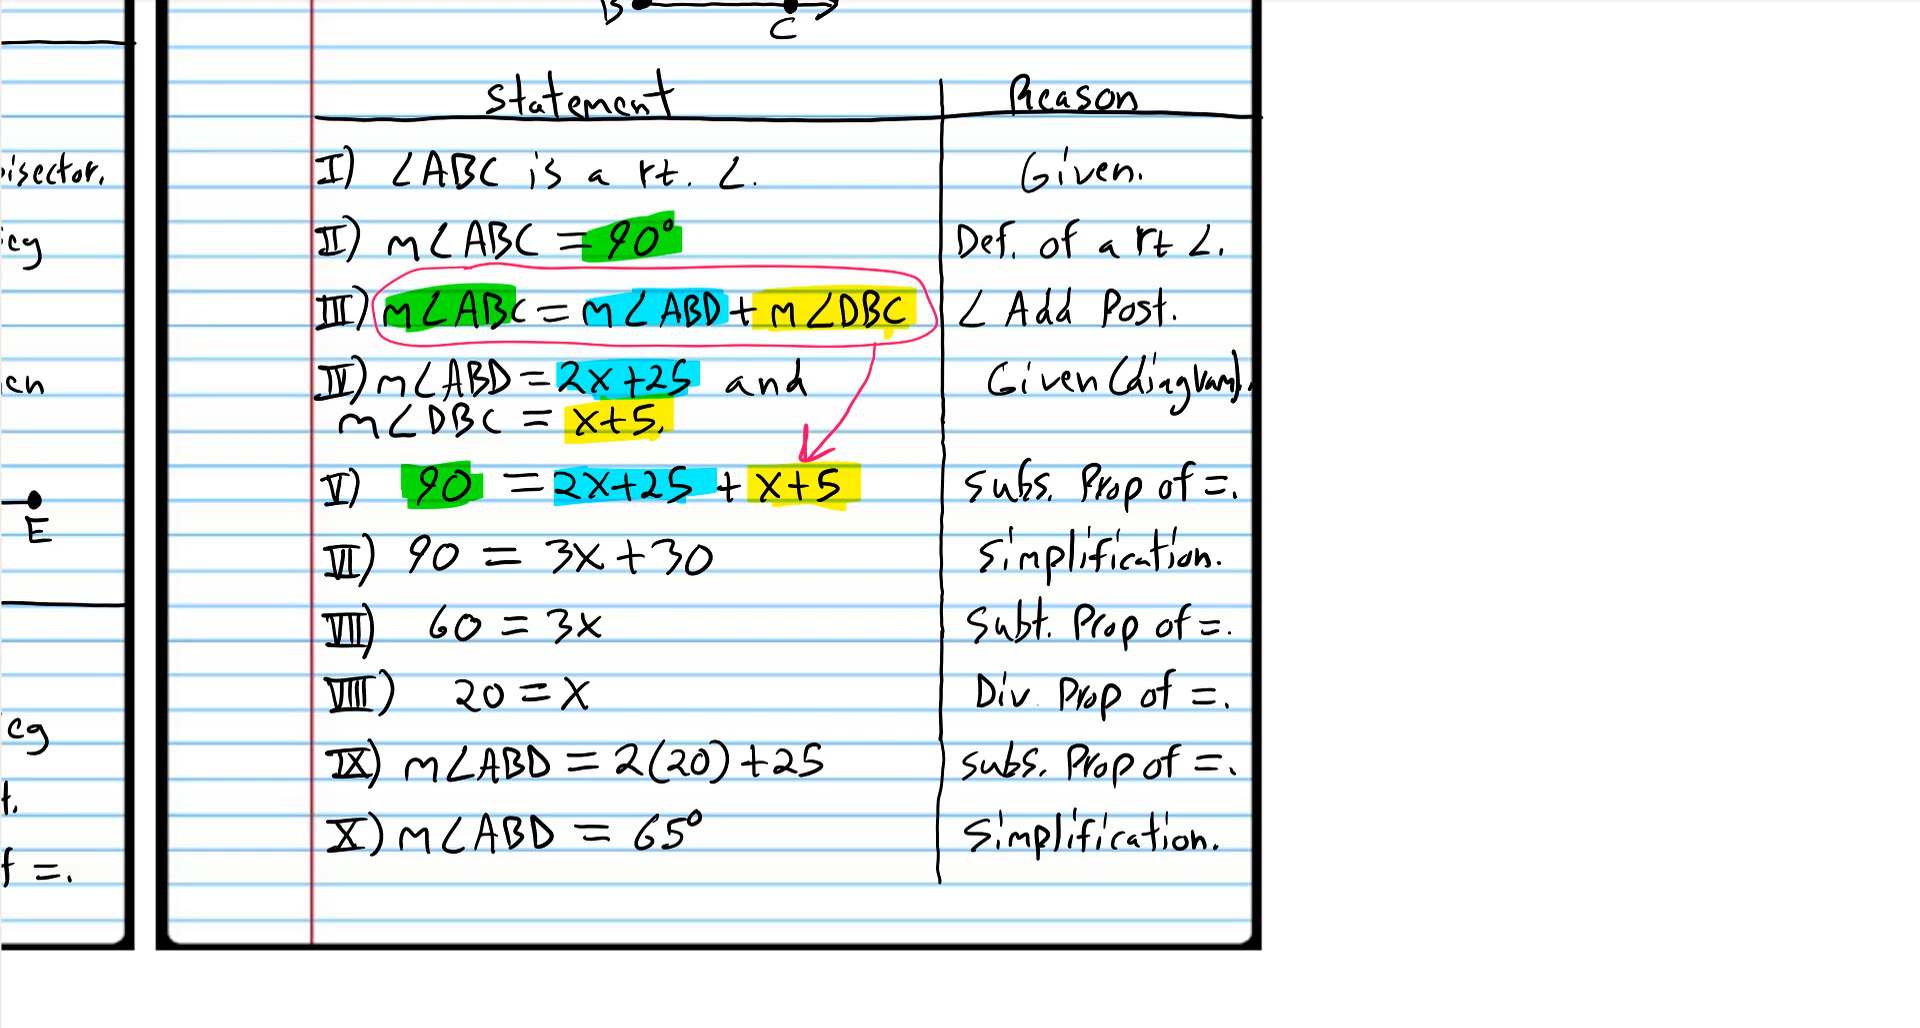 B
C
Statement Reason
I) ∠ABC is a rt. ∠. Given.
II) m∠ABC = 90° Def. of a rt ∠.
III) m∠ABC = m∠ABD + m∠DBC ∠ Add Post.
IV) m∠ABD = 2x+25 and Given (diagram).
m∠DBC = x+5.
V) 90 = 2x+25 + x+5 Subs. Prop of =.
VI) 90 = 3x+30 Simplification.
VII) 60 = 3x Subt. Prop of =.
VIII) 20 = x Div. Prop of =.
IX) m∠ABD = 2(20)+25 Subs. Prop of =.
X) m∠ABD = 65° Simplification.
isector.
E
f =.